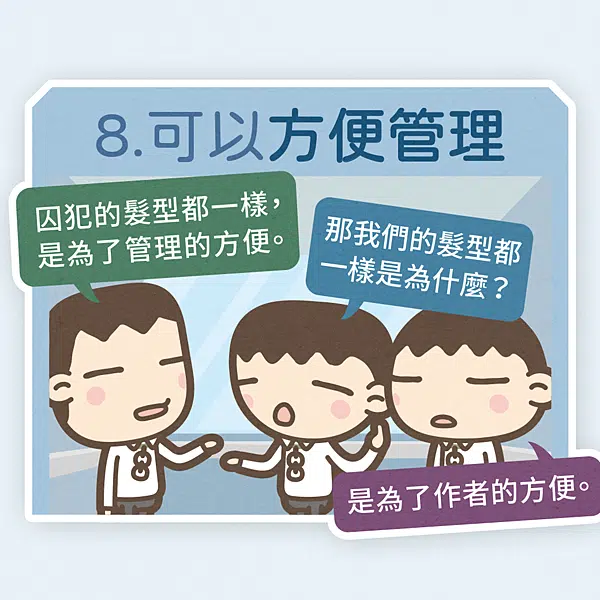 8.可以方便管理
囚犯的髮型都一樣，
是為了管理的方便。
那我們的髮型都
一樣是為什麼？
是為了作者的方便。